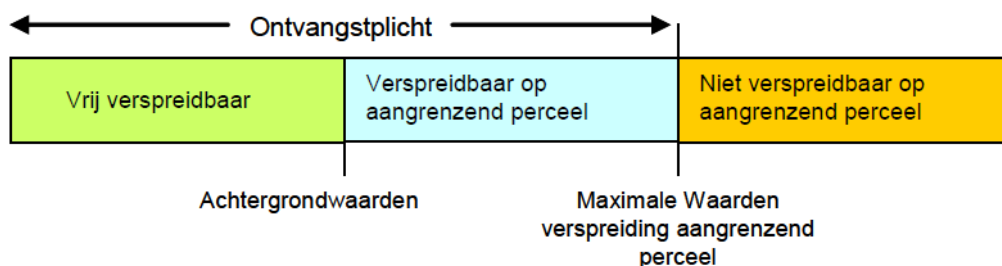 Ontvangstplicht
Vrij verspreidbaar
Verspreidbaar op
aangrenzend perceel
Niet verspreidbaar op
aangrenzend perceel
Achtergrondwaarden
Maximale Waarden
verspreiding aangrenzend
perceel